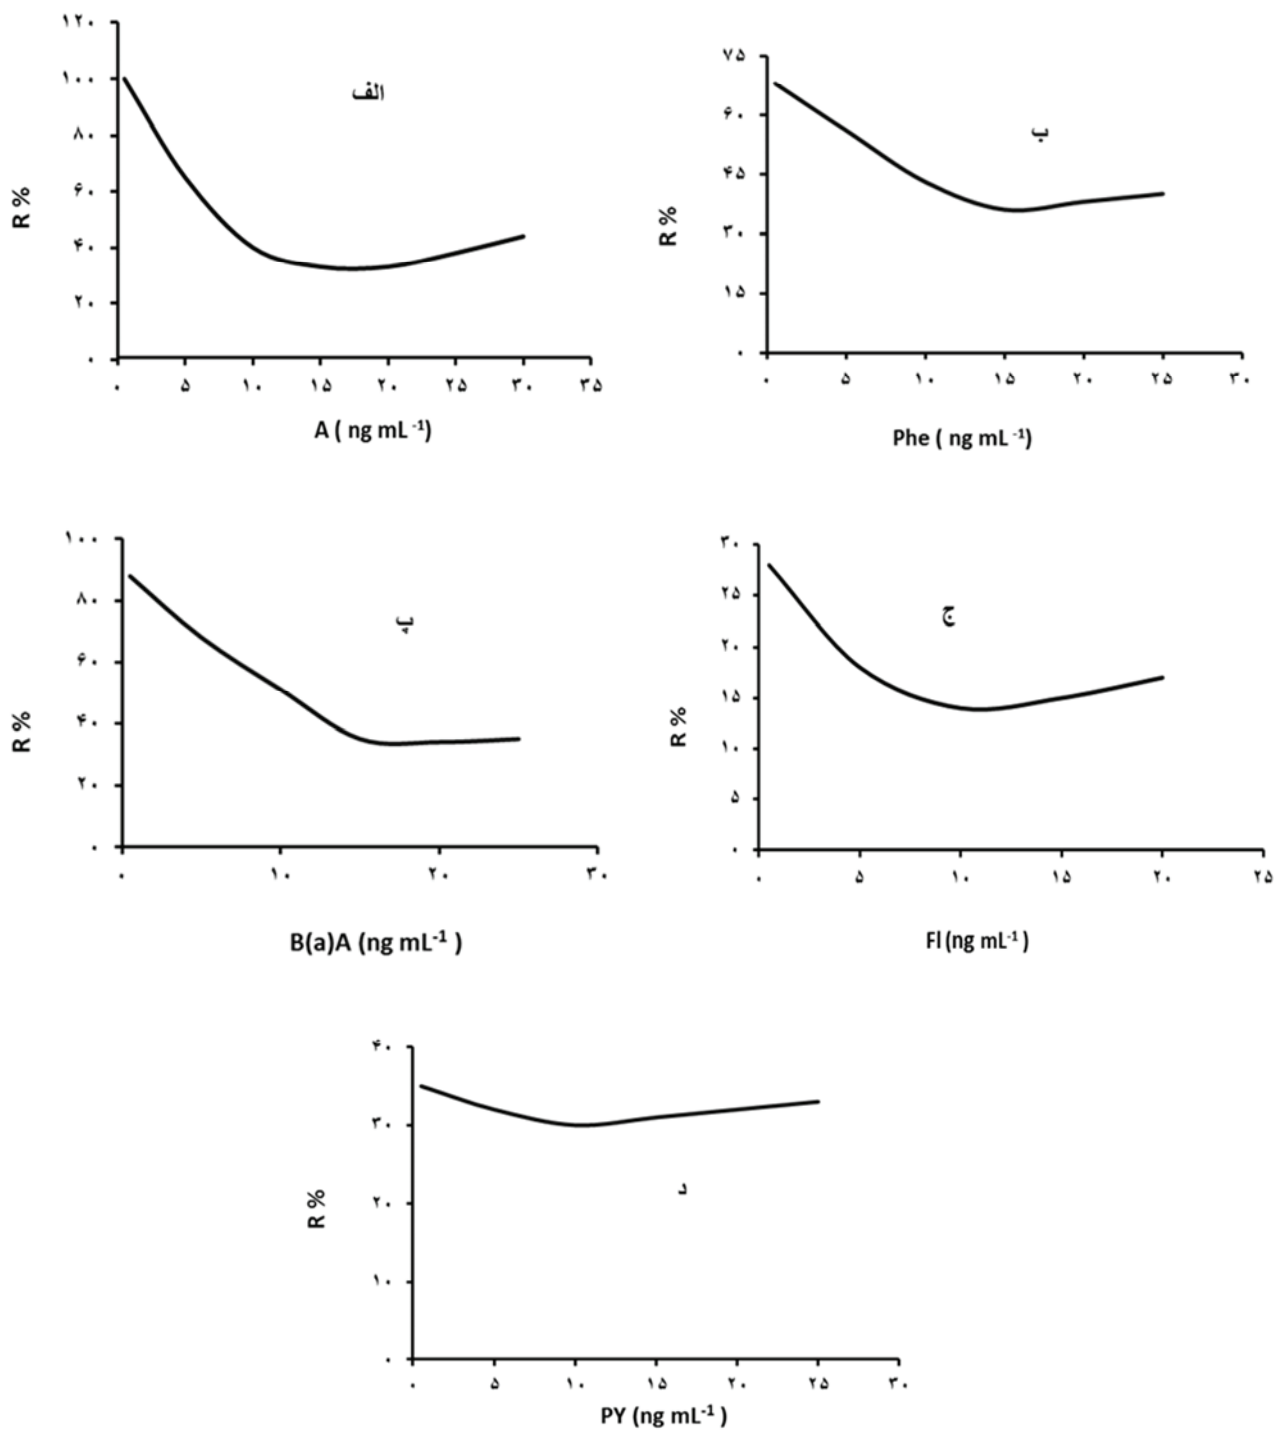 الف
R %
۱۲۰
۱۰۰
۸۰
۶۰
۴۰
۲۰
۰
۰ ۵ ۱۰ ۱۵ ۲۰ ۲۵ ۳۰ ۳۵
A ( ng mL -1)
ب
R %
۷۵
۶۰
۴۵
۳۰
۱۵
۰
۰ ۵ ۱۰ ۱۵ ۲۰ ۲۵ ۳۰
Phe ( ng mL -1)
R %
۱۰۰
۸۰
۶۰
۴۰
۲۰
۰
۰ ۱۰ ۲۰ ۳۰
B(a)A (ng mL-1 )
ج
R %
۳۰
۲۵
۲۰
۱۵
۱۰
۵
۰
۰ ۵ ۱۰ ۱۵ ۲۰ ۲۵
Fl (ng mL-1 )
د
R %
۴۰
۳۰
۲۰
۱۰
۰
۰ ۵ ۱۰ ۱۵ ۲۰ ۲۵ ۳۰
PY (ng mL-1 )